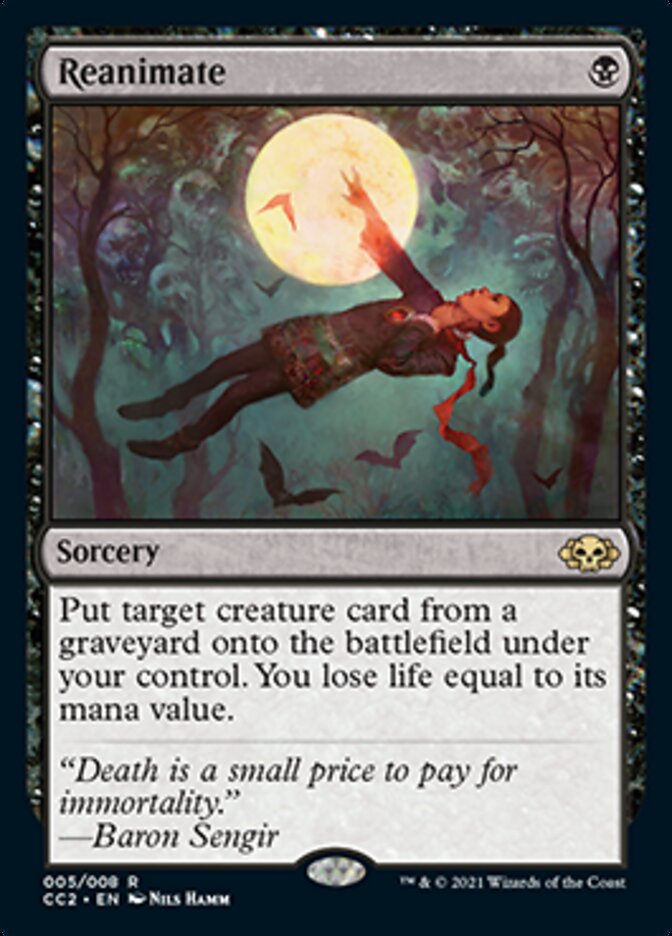 Reanimate
Sorcery
Put target creature card from a
graveyard onto the battlefield under
your control. You lose life equal to its
mana value.
“Death is a small price to pay for
immortality.”
—Baron Sengir
005/008 R
CC2 • EN Nils Hamm
™ & © 2021 Wizards of the Coast